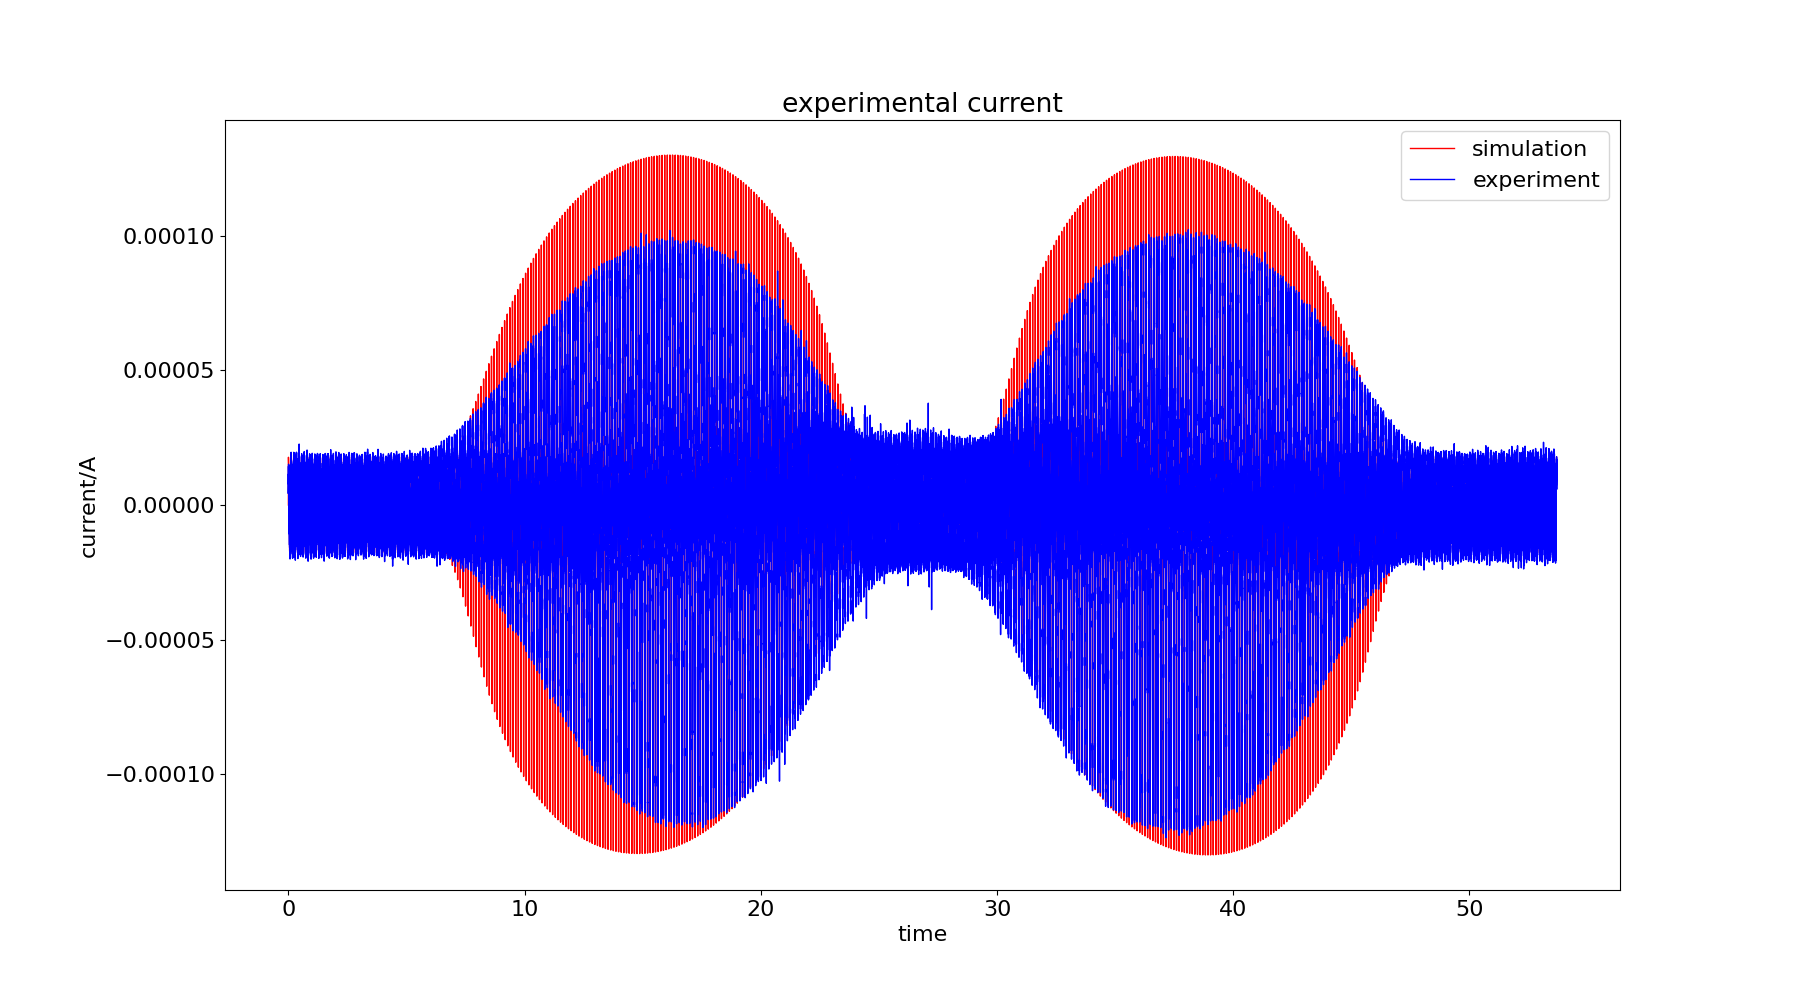 experimental current
simulation
experiment
0.00010
0.00005
0.00000
−0.00005
−0.00010
current/A
0 10 20 30 40 50
time